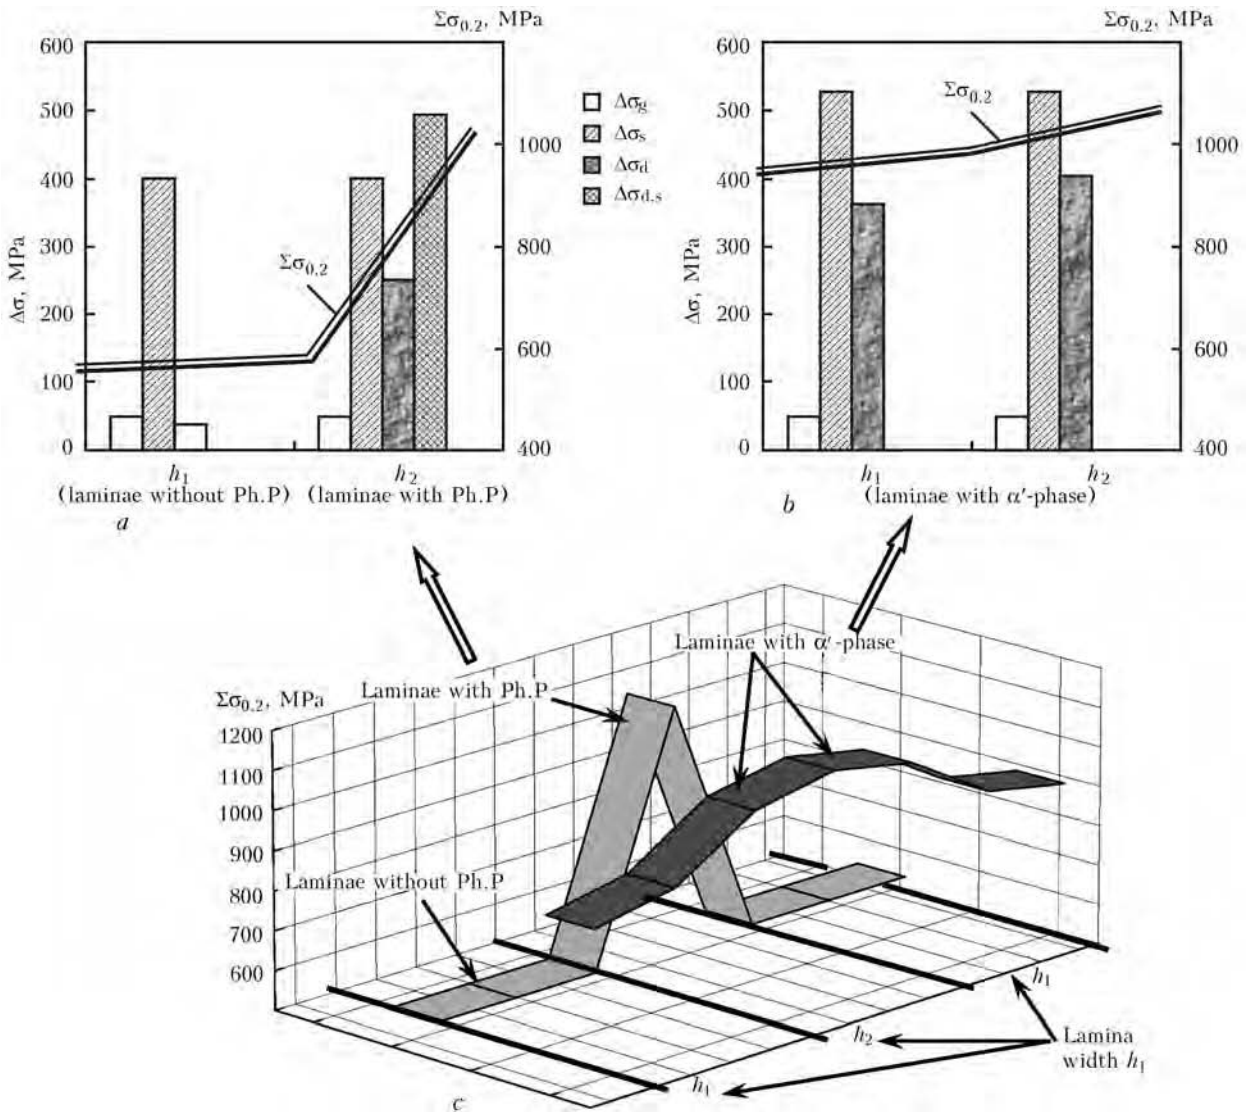 Σσ0.2, MPa
600
500
400
300
200
100
0
Δσ, MPa
1000
800
600
400
Σσ0.2
h1
(laminae without Ph.P)
h2
(laminae with Ph.P)
a
Δσg
Δσs
Δσd
Δσd.s
Σσ0.2, MPa
600
500
400
300
200
100
0
Δσ, MPa
1000
800
600
400
Σσ0.2
h1
h2
(laminae with α′-phase)
b
Σσ0.2, MPa
1200
1100
1000
900
800
700
600
Laminae with α′-phase
Laminae with Ph.P
Laminae without Ph.P
h1
h2
h1
Lamina
width h1
c